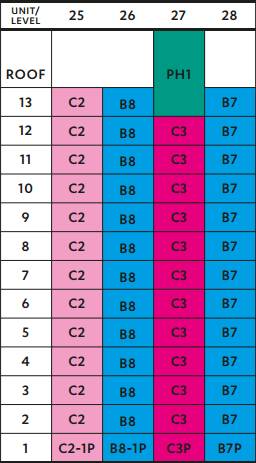 UNIT/
LEVEL 25 26 27 28
ROOF PH1
13 C2 B8 B7
12 C2 B8 C3 B7
11 C2 B8 C3 B7
10 C2 B8 C3 B7
9 C2 B8 C3 B7
8 C2 B8 C3 B7
7 C2 B8 C3 B7
6 C2 B8 C3 B7
5 C2 B8 C3 B7
4 C2 B8 C3 B7
3 C2 B8 C3 B7
2 C2 B8 C3 B7
1 C2-1P B8-1P C3P B7P